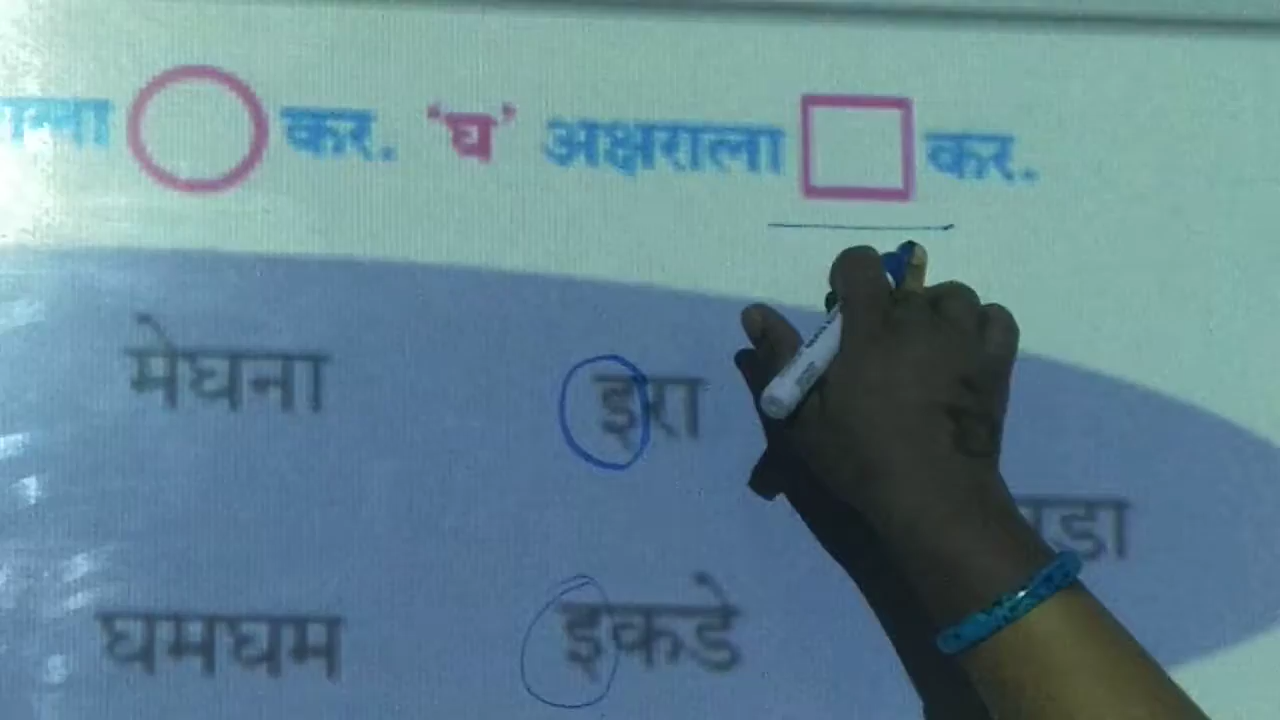 कर. ‘घ’ अक्षराला कर.
मेघना इरा
घमघम इकडे